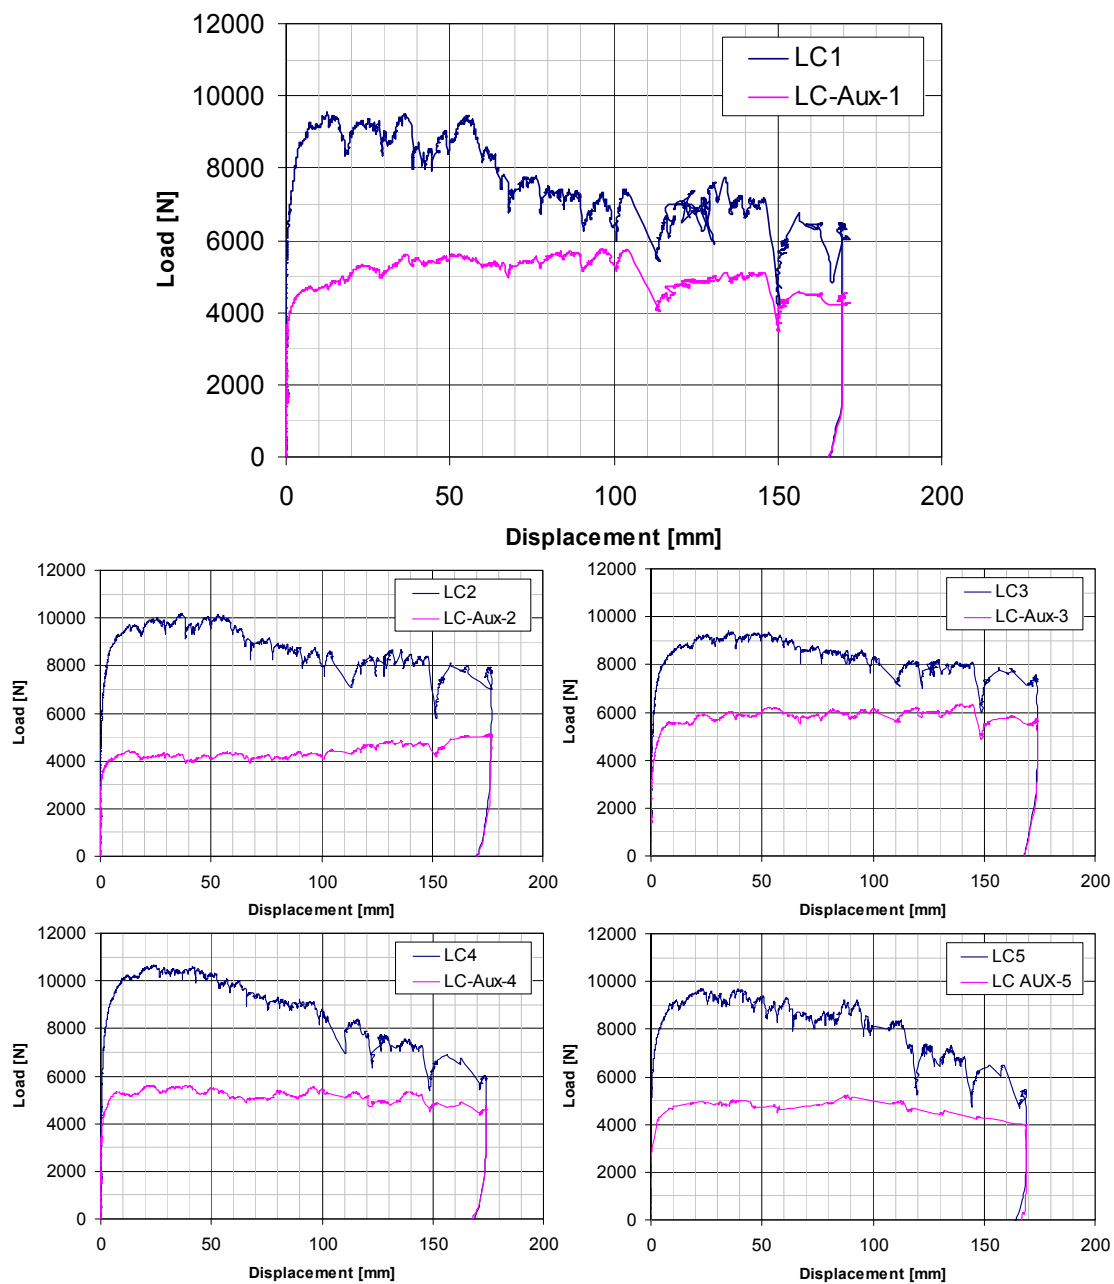 12000
10000
8000
6000
4000
2000
0
Load [N]
LC1
LC-Aux-1
0 50 100 150 200
Displacement [mm]
12000
10000
8000
6000
4000
2000
0
Load [N]
LC2
LC-Aux-2
0 50 100 150 200
Displacement [mm]
12000
10000
8000
6000
4000
2000
0
Load [N]
LC3
LC-Aux-3
0 50 100 150 200
Displacement [mm]
12000
10000
8000
6000
4000
2000
0
Load [N]
LC4
LC-Aux-4
0 50 100 150 200
Displacement [mm]
12000
10000
8000
6000
4000
2000
0
Load [N]
LC5
LC AUX-5
0 50 100 150 200
Displacement [mm]